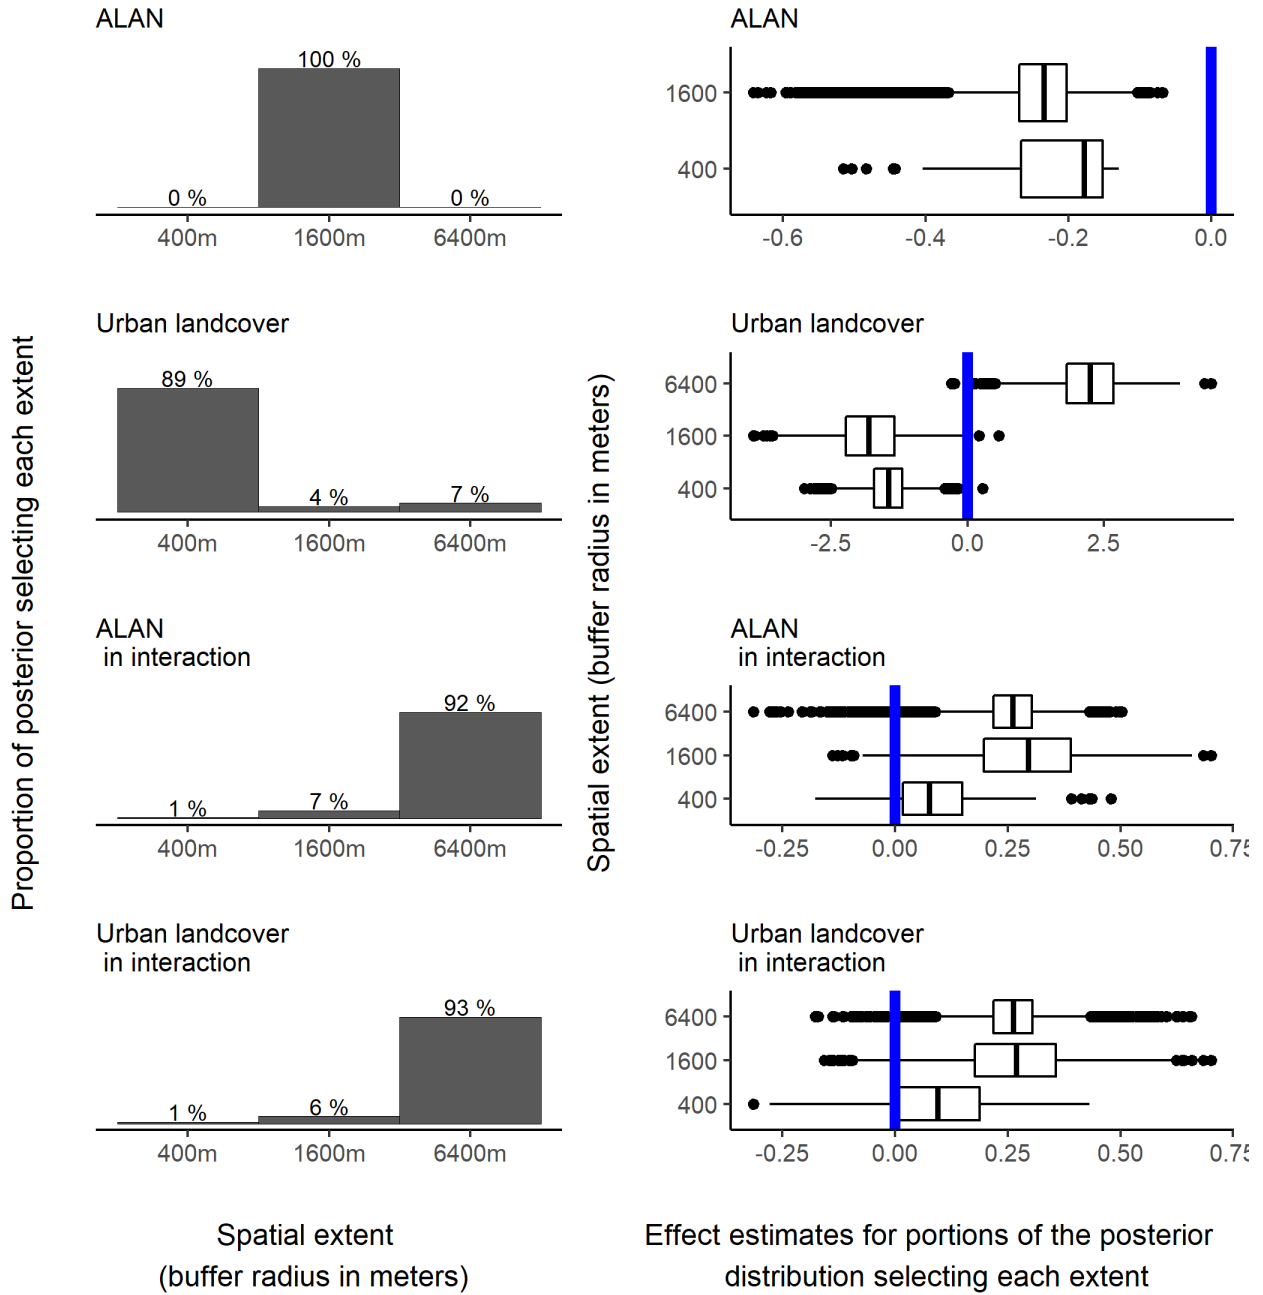 ALAN
100 %
0 %
0 %
400m
1600m
6400m
Urban landcover
89 %
4 %
7 %
400m
1600m
6400m
ALAN
in interaction
1 %
7 %
92 %
400m
1600m
6400m
Urban landcover
in interaction
1 %
6 %
93 %
400m
1600m
6400m
Proportion of posterior selecting each extent
Spatial extent
(buffer radius in meters)
ALAN
1600
400
-0.6
-0.4
-0.2
0.0
Urban landcover
6400
1600
400
-2.5
0.0
2.5
ALAN
in interaction
6400
1600
400
-0.25
0.00
0.25
0.50
0.75
Urban landcover
in interaction
6400
1600
400
-0.25
0.00
0.25
0.50
0.75
Spatial extent (buffer radius in meters)
Effect estimates for portions of the posterior
distribution selecting each extent